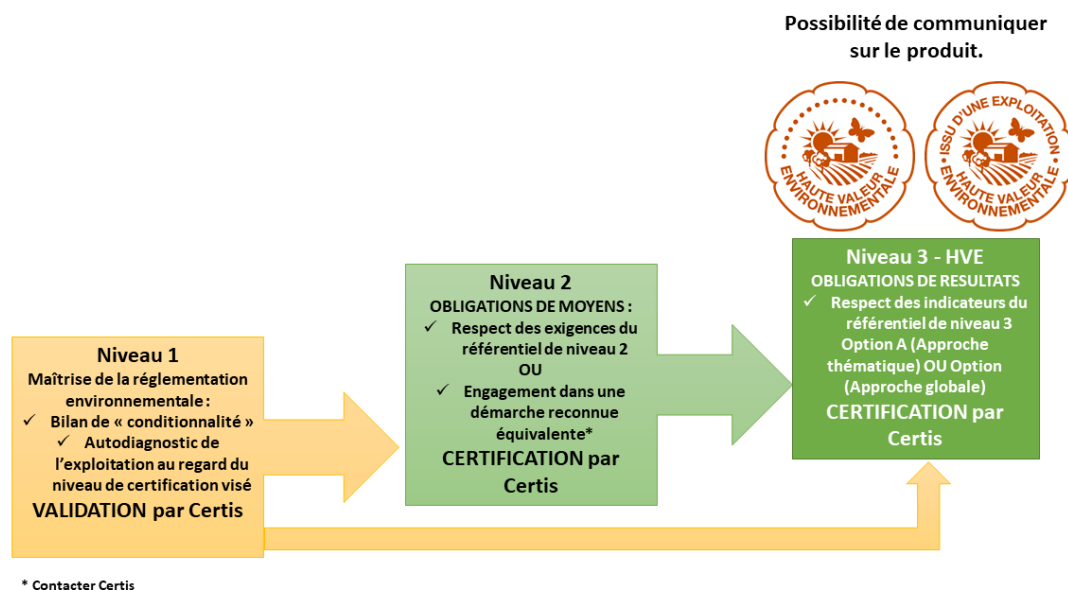 Possibilité de communiquer
sur le produit.
HAUTE VALEUR
ENVIRONNEMENTALE
ISSU D'UNE EXPLOITATION
HAUTE VALEUR
ENVIRONNEMENTALE
Niveau 3 - HVE
OBLIGATIONS DE RESULTATS
✓ Respect des indicateurs du
référentiel de niveau 3
Option A (Approche
thématique) OU Option
(Approche globale)
CERTIFICATION par
Certis
Niveau 2
OBLIGATIONS DE MOYENS :
✓ Respect des exigences du
référentiel de niveau 2
OU
✓ Engagement dans une
démarche reconnue
équivalente*
CERTIFICATION par
Certis
Niveau 1
Maîtrise de la réglementation
environnementale :
✓ Bilan de « conditionnalité »
✓ Autodiagnostic de
l'exploitation au regard du
niveau de certification visé
VALIDATION par Certis
* Contacter Certis